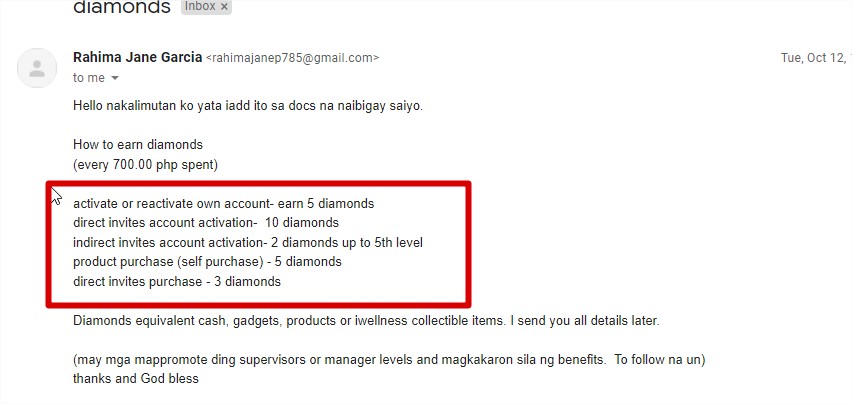 diamonds Inbox ×
Rahima Jane Garcia <rahimajanep785@gmail.com> Tue, Oct 12,
to me
Hello nakalimutan ko yata iadd ito sa docs na naibigay saiyo.
How to earn diamonds
(every 700.00 php spent)
activate or reactivate own account- earn 5 diamonds
direct invites account activation- 10 diamonds
indirect invites account activation- 2 diamonds up to 5th level
product purchase (self purchase) - 5 diamonds
direct invites purchase - 3 diamonds
Diamonds equivalent cash, gadgets, products or iwellness collectible items. I send you all details later.
(may mga mappromote ding supervisors or manager levels and magkakaron sila ng benefits. To follow na un)
thanks and God bless